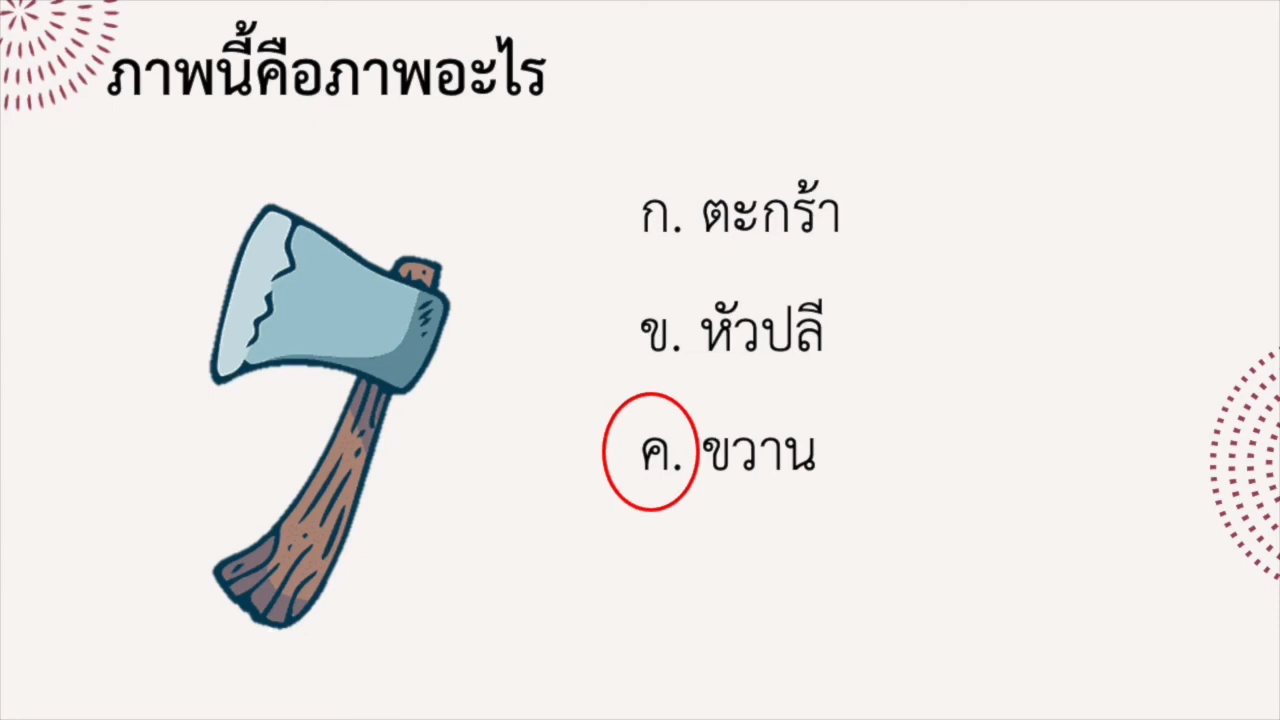 ภาพนี้คือภาพอะไร
ก. ตะกร้า
ข. หัวปลี
ค. ขวาน